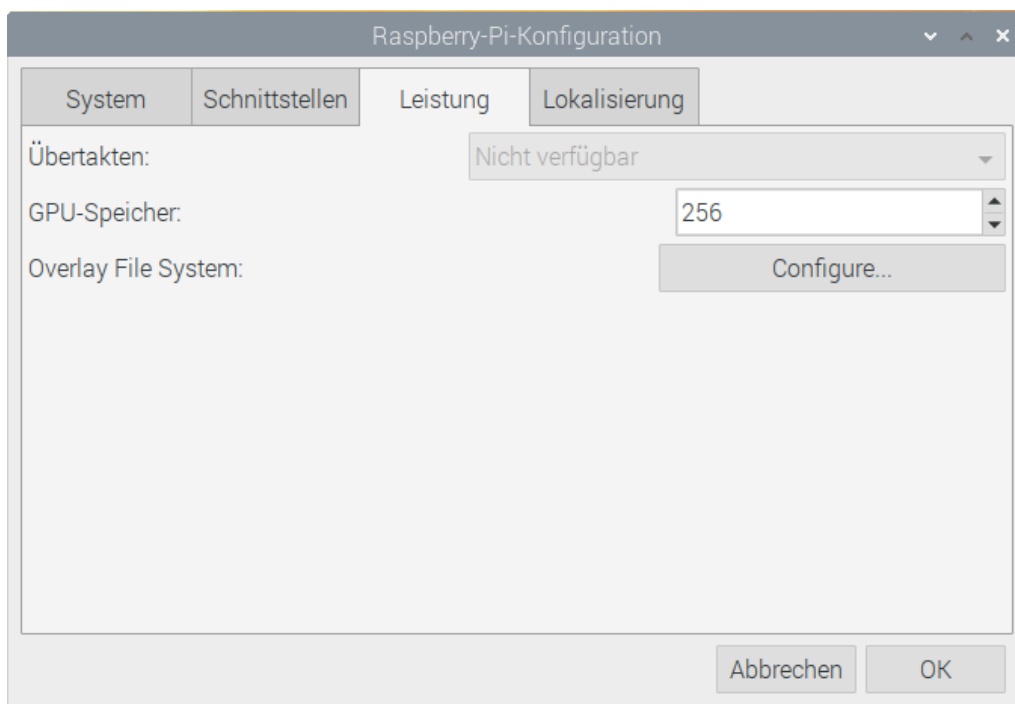 Raspberry-Pi-Konfiguration
System Schnittstellen Leistung Lokalisierung
Übertakten: Nicht verfügbar
GPU-Speicher: 256
Overlay File System: Configure...
Abbrechen OK